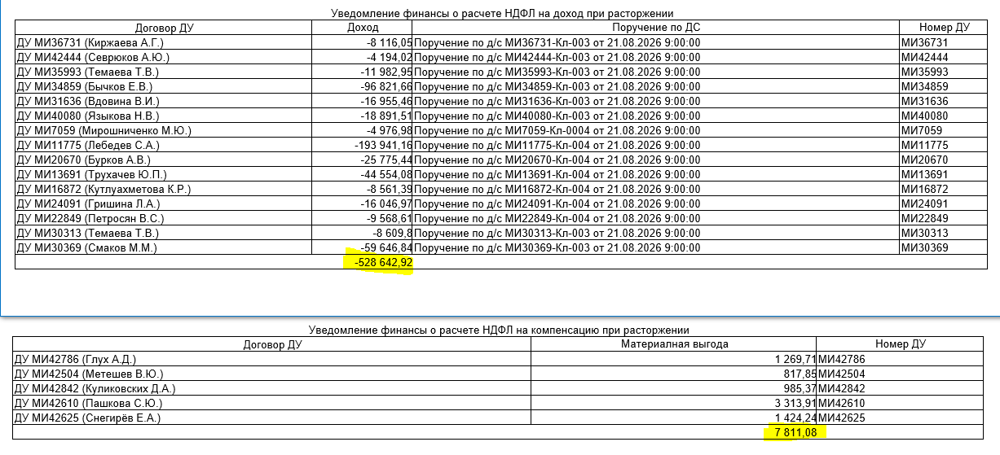 Уведомление финансы о расчете НДФЛ на доход при расторжении
Договор ДУ Доход Поручение по ДС Номер ДУ
ДУ МИ36731 (Киржаева А.Г.) -8 116,05 Поручение по д/с МИ36731-Кл-003 от 21.08.2026 9:00:00 МИ36731
ДУ МИ42444 (Севрюков А.Ю.) -4 194,02 Поручение по д/с МИ42444-Кл-003 от 21.08.2026 9:00:00 МИ42444
ДУ МИ35993 (Темаева Т.В.) -11 982,95 Поручение по д/с МИ35993-Кл-003 от 21.08.2026 9:00:00 МИ35993
ДУ МИ34859 (Бычков Е.В.) -96 821,66 Поручение по д/с МИ34859-Кл-003 от 21.08.2026 9:00:00 МИ34859
ДУ МИ31636 (Вдовина В.И.) -16 955,46 Поручение по д/с МИ31636-Кл-003 от 21.08.2026 9:00:00 МИ31636
ДУ МИ40080 (Языкова Н.В.) -18 891,51 Поручение по д/с МИ40080-Кл-003 от 21.08.2026 9:00:00 МИ40080
ДУ МИ7059 (Мирошниченко М.Ю.) -4 976,98 Поручение по д/с МИ7059-Кл-0004 от 21.08.2026 9:00:00 МИ7059
ДУ МИ11775 (Лебедев С.А.) -193 941,16 Поручение по д/с МИ11775-Кл-004 от 21.08.2026 9:00:00 МИ11775
ДУ МИ20670 (Бурков А.В.) -25 775,44 Поручение по д/с МИ20670-Кл-004 от 21.08.2026 9:00:00 МИ20670
ДУ МИ13691 (Трухачев Ю.П.) -44 554,08 Поручение по д/с МИ13691-Кл-004 от 21.08.2026 9:00:00 МИ13691
ДУ МИ16872 (Кутлуахметова К.Р.) -8 561,39 Поручение по д/с МИ16872-Кл-004 от 21.08.2026 9:00:00 МИ16872
ДУ МИ24091 (Гришина Л.А.) -16 046,97 Поручение по д/с МИ24091-Кл-004 от 21.08.2026 9:00:00 МИ24091
ДУ МИ22849 (Петросян В.С.) -9 568,61 Поручение по д/с МИ22849-Кл-004 от 21.08.2026 9:00:00 МИ22849
ДУ МИ30313 (Темаева Т.В.) -8 609,8 Поручение по д/с МИ30313-Кл-003 от 21.08.2026 9:00:00 МИ30313
ДУ МИ30369 (Смаков М.М.) -59 646,84 Поручение по д/с МИ30369-Кл-003 от 21.08.2026 9:00:00 МИ30369
-528 642,92
Уведомление финансы о расчете НДФЛ на компенсацию при расторжении
Договор ДУ Материалная выгода Номер ДУ
ДУ МИ42786 (Глух А.Д.) 1 269,71 МИ42786
ДУ МИ42504 (Метешев В.Ю.) 817,85 МИ42504
ДУ МИ42842 (Куликовских Д.А.) 985,37 МИ42842
ДУ МИ42610 (Пашкова С.Ю.) 3 313,91 МИ42610
ДУ МИ42625 (Снегирёв Е.А.) 1 424,24 МИ42625
7 811,08